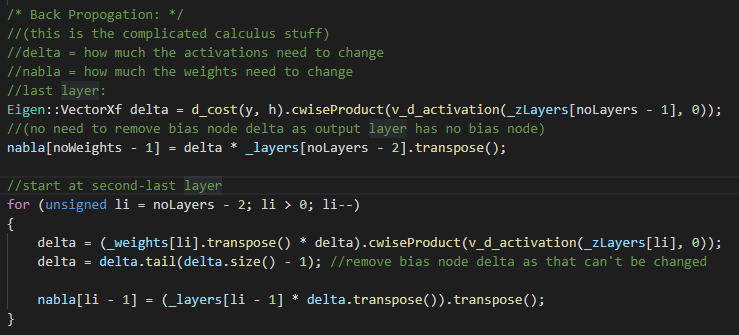 /* Back Propogation: */
//(this is the complicated calculus stuff)
//delta = how much the activations need to change
//nabla = how much the weights need to change
//last layer:
Eigen::VectorXf delta = d_cost(y, h).cwiseProduct(v_d_activation(_zLayers[noLayers - 1], 0));
//(no need to remove bias node delta as output layer has no bias node)
nabla[noWeights - 1] = delta * _layers[noLayers - 2].transpose();
//start at second-last layer
for (unsigned li = noLayers - 2; li > 0; li--)
{
delta = (_weights[li].transpose() * delta).cwiseProduct(v_d_activation(_zLayers[li], 0));
delta = delta.tail(delta.size() - 1); //remove bias node delta as that can't be changed
nabla[li - 1] = (_layers[li - 1] * delta.transpose()).transpose();
}